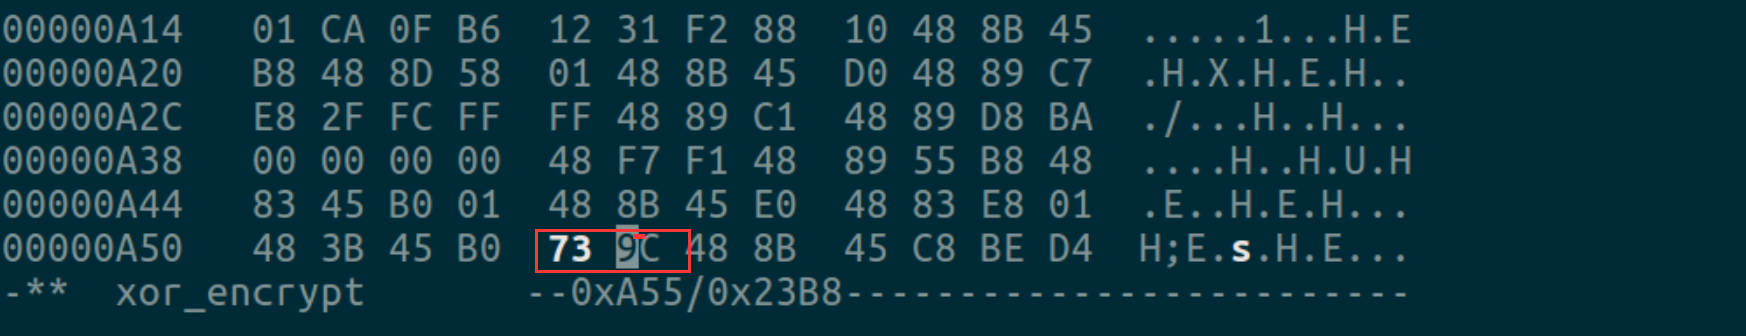 00000A14   01 CA 0F B6  12 31 F2 88  10 48 8B 45  .....1...H.E
00000A20   B8 48 8D 58  01 48 8B 45  D0 48 89 C7  .H.X.H.E.H..
00000A2C   E8 2F FC FF  FF 48 89 C1  48 89 D8 BA  ./...H..H...
00000A38   00 00 00 00  48 F7 F1 48  89 55 B8 48  ....H..H.U.H
00000A44   83 45 B0 01  48 8B 45 E0  48 83 E8 01  .E..H.E.H...
00000A50   48 3B 45 B0  73 9C 48 8B  45 C8 BE D4  H;E.s.H.E...
-**  xor_encrypt       --0xA55/0x23B8--------------------------